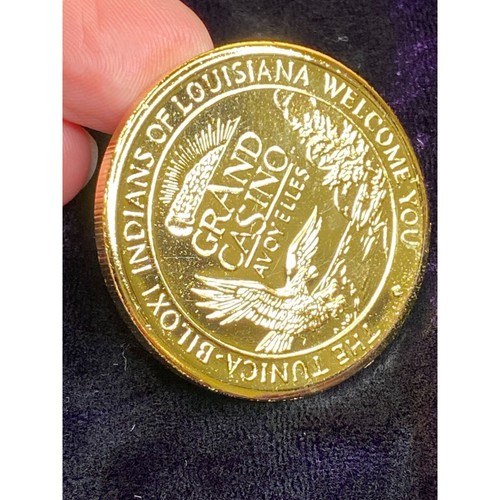 THE TUNICA-BILOXI INDIANS OF LOUISIANA WELCOME YOU
GRAND
CASINO
AVOYELLES